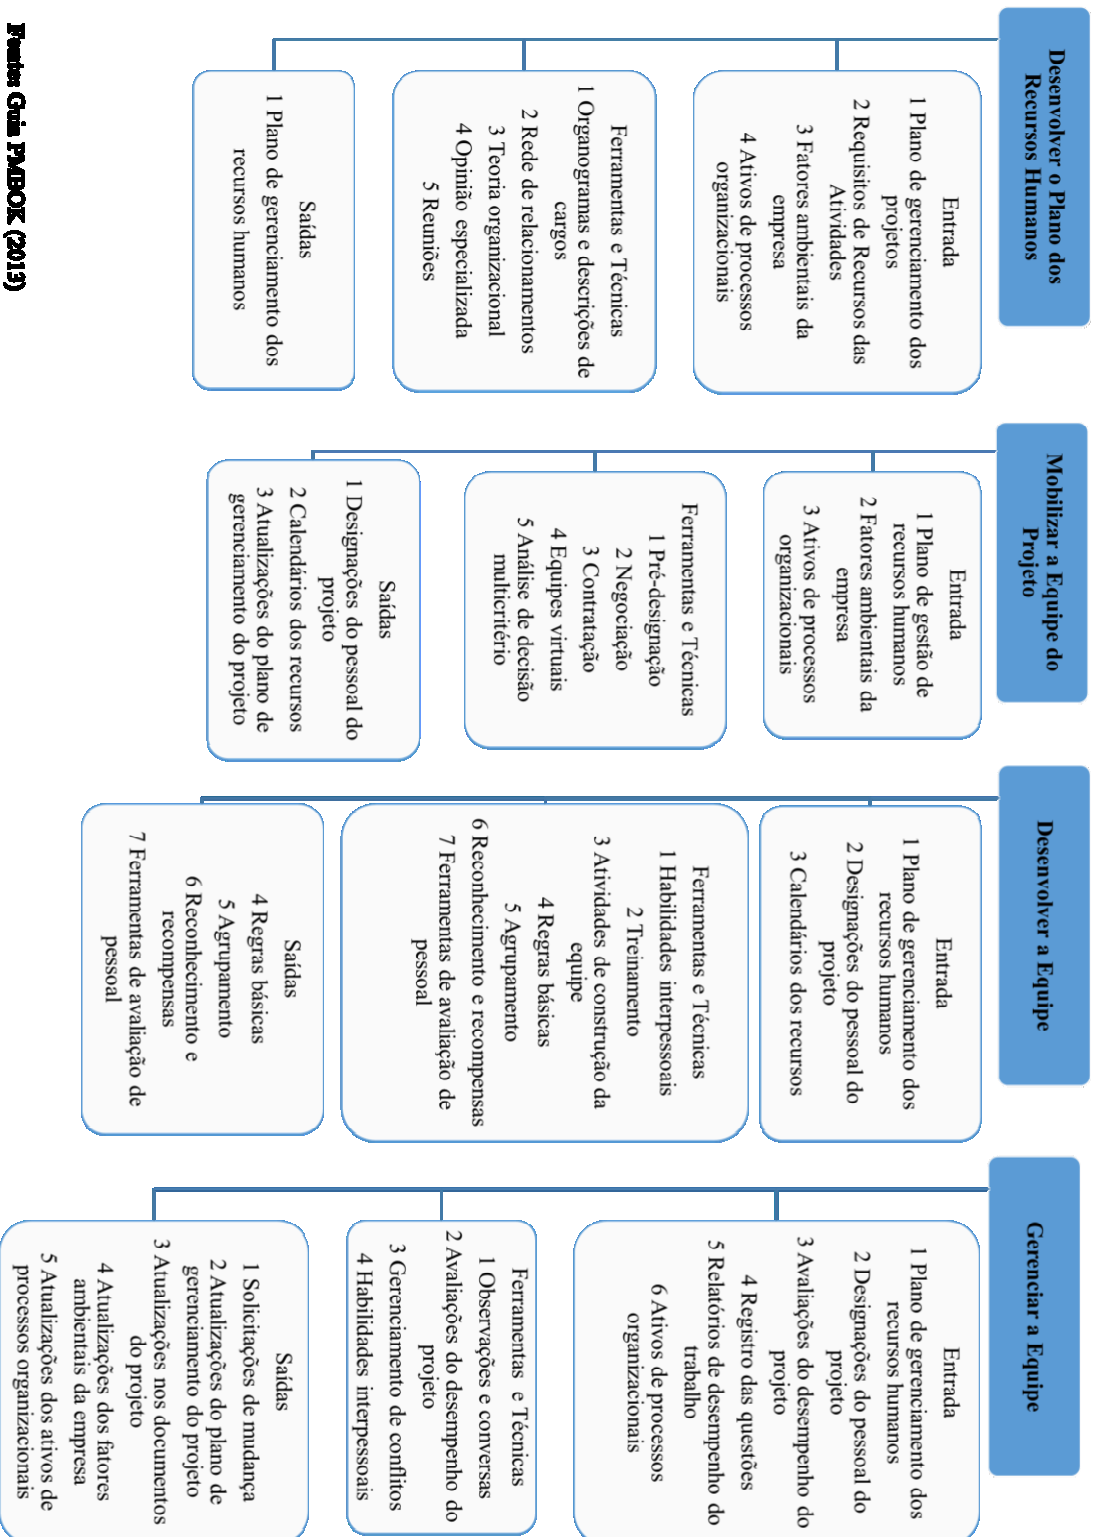 Desenvolver o Plano dos
Recursos Humanos
Entrada
1 Plano de gerenciamento dos
projetos
2 Requisitos de Recursos das
Atividades
3 Fatores ambientais da
empresa
4 Ativos de processos
organizacionais
Ferramentas e Técnicas
1 Organogramas e descrições de
cargos
2 Rede de relacionamentos
3 Teoria organizacional
4 Opinião especializada
5 Reuniões
Saídas
1 Plano de gerenciamento dos
recursos humanos
Mobilizar a Equipe do
Projeto
Entrada
1 Plano de gestão de
recursos humanos
2 Fatores ambientais da
empresa
3 Ativos de processos
organizacionais
Ferramentas e Técnicas
1 Pré-designação
2 Negociação
3 Contratação
4 Equipes virtuais
5 Análise de decisão
multicritério
Saídas
1 Designações do pessoal do
projeto
2 Calendários dos recursos
3 Atualizações do plano de
gerenciamento do projeto
Desenvolver a Equipe
Entrada
1 Plano de gerenciamento dos
recursos humanos
2 Designações do pessoal do
projeto
3 Calendários dos recursos
Ferramentas e Técnicas
1 Habilidades interpessoais
2 Treinamento
3 Atividades de construção da
equipe
4 Regras básicas
5 Agrupamento
6 Reconhecimento e recompensas
7 Ferramentas de avaliação de
pessoal
Saídas
4 Regras básicas
5 Agrupamento
6 Reconhecimento e
recompensas
7 Ferramentas de avaliação de
pessoal
Gerenciar a Equipe
Entrada
1 Plano de gerenciamento dos
recursos humanos
2 Designações do pessoal do
projeto
3 Avaliações do desempenho do
projeto
4 Registro das questões
5 Relatórios de desempenho do
trabalho
6 Ativos de processos
organizacionais
Ferramentas e Técnicas
1 Observações e conversas
2 Avaliações do desempenho do
projeto
3 Gerenciamento de conflitos
4 Habilidades interpessoais
Saídas
1 Solicitações de mudança
2 Atualizações do plano de
gerenciamento do projeto
3 Atualizações nos documentos
do projeto
4 Atualizações dos fatores
ambientais da empresa
5 Atualizações dos ativos de
processos organizacionais
Fonte: Guia PMBOK (2013)